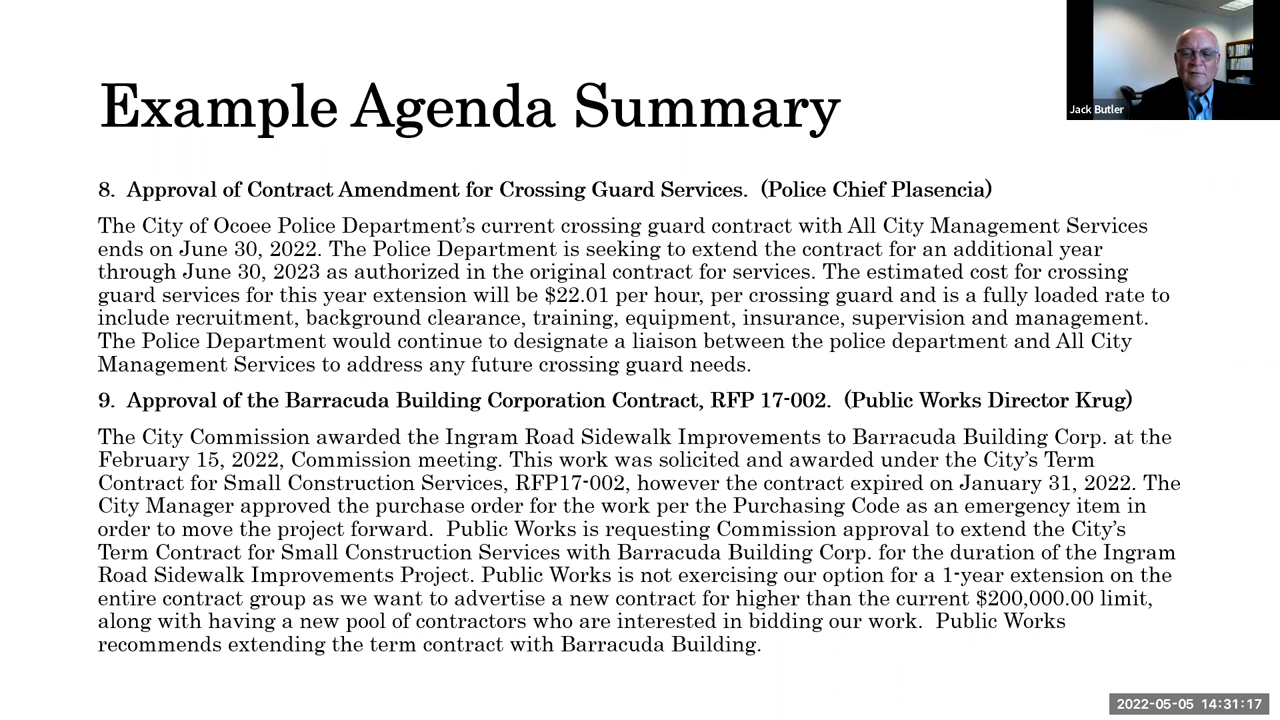 Example Agenda Summary
Jack Butler
8.  Approval of Contract Amendment for Crossing Guard Services.  (Police Chief Plasencia)
The City of Ocoee Police Department's current crossing guard contract with All City Management Services
ends on June 30, 2022. The Police Department is seeking to extend the contract for an additional year
through June 30, 2023 as authorized in the original contract for services. The estimated cost for crossing
guard services for this year extension will be $22.01 per hour, per crossing guard and is a fully loaded rate to
include recruitment, background clearance, training, equipment, insurance, supervision and management.
The Police Department would continue to designate a liaison between the police department and All City
Management Services to address any future crossing guard needs.
9.  Approval of the Barracuda Building Corporation Contract, RFP 17-002.  (Public Works Director Krug)
The City Commission awarded the Ingram Road Sidewalk Improvements to Barracuda Building Corp. at the
February 15, 2022, Commission meeting. This work was solicited and awarded under the City's Term
Contract for Small Construction Services, RFP17-002, however the contract expired on January 31, 2022. The
City Manager approved the purchase order for the work per the Purchasing Code as an emergency item in
order to move the project forward.  Public Works is requesting Commission approval to extend the City's
Term Contract for Small Construction Services with Barracuda Building Corp. for the duration of the Ingram
Road Sidewalk Improvements Project. Public Works is not exercising our option for a 1-year extension on the
entire contract group as we want to advertise a new contract for higher than the current $200,000.00 limit,
along with having a new pool of contractors who are interested in bidding our work.  Public Works
recommends extending the term contract with Barracuda Building.
2022-05-05 14:31:17